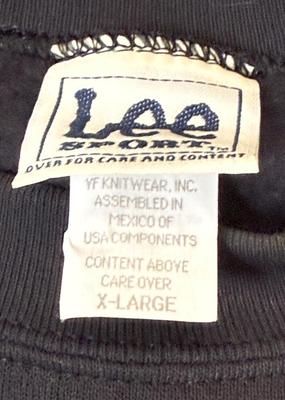 Lee
SPORT™
OVER FOR CARE AND CONTENT
YF KNITWEAR, INC.
ASSEMBLED IN
MEXICO OF
USA COMPONENTS
CONTENT ABOVE
CARE OVER
X-LARGE